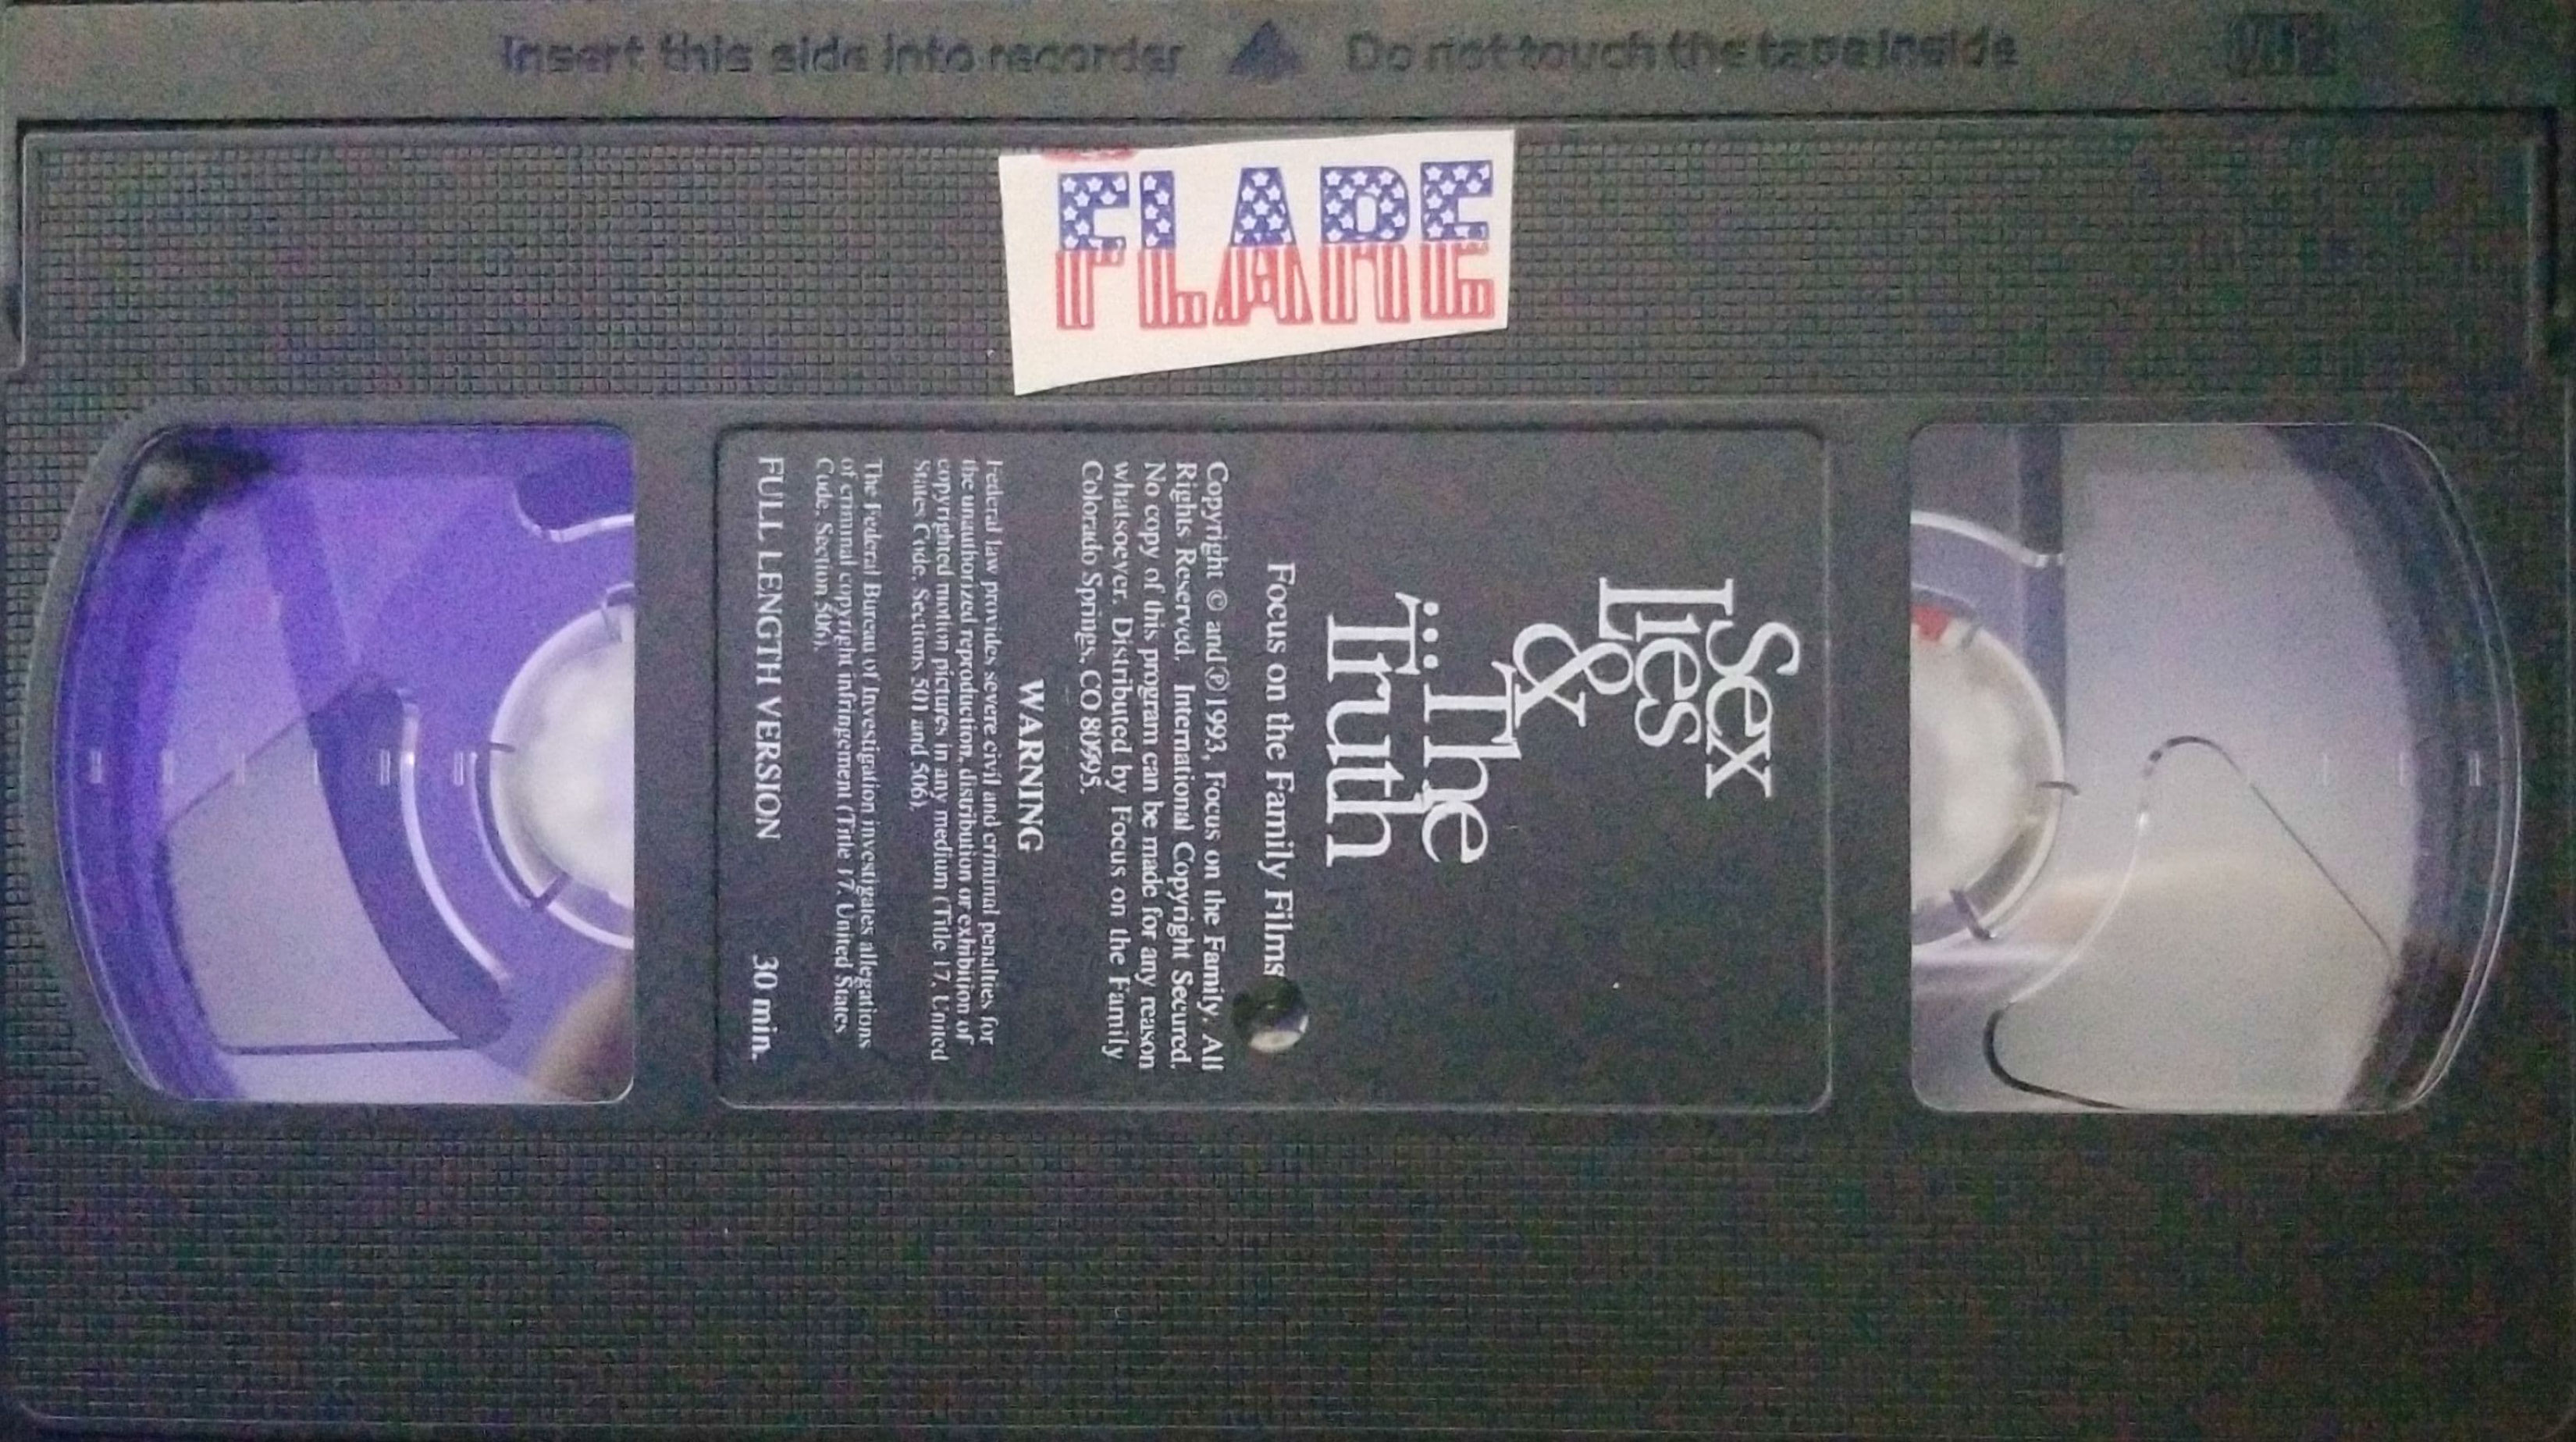 Insert this side into recorder ▲ Do not touch the tape inside
VHS
FLARE
Sex
Lies
&
...The
Truth
Focus on the Family Films
Copyright © and ℗ 1993, Focus on the Family. All
Rights Reserved. International Copyright Secured.
No copy of this program can be made for any reason
whatsoever. Distributed by Focus on the Family
Colorado Springs, CO 80995.
WARNING
Federal law provides severe civil and criminal penalties for
the unauthorized reproduction, distribution or exhibition of
copyrighted motion pictures in any medium (Title 17, United
States Code, Sections 501 and 506).
The Federal Bureau of Investigation investigates allegations
of criminal copyright infringement (Title 17, United States
Code, Section 506).
FULL LENGTH VERSION 30 min.